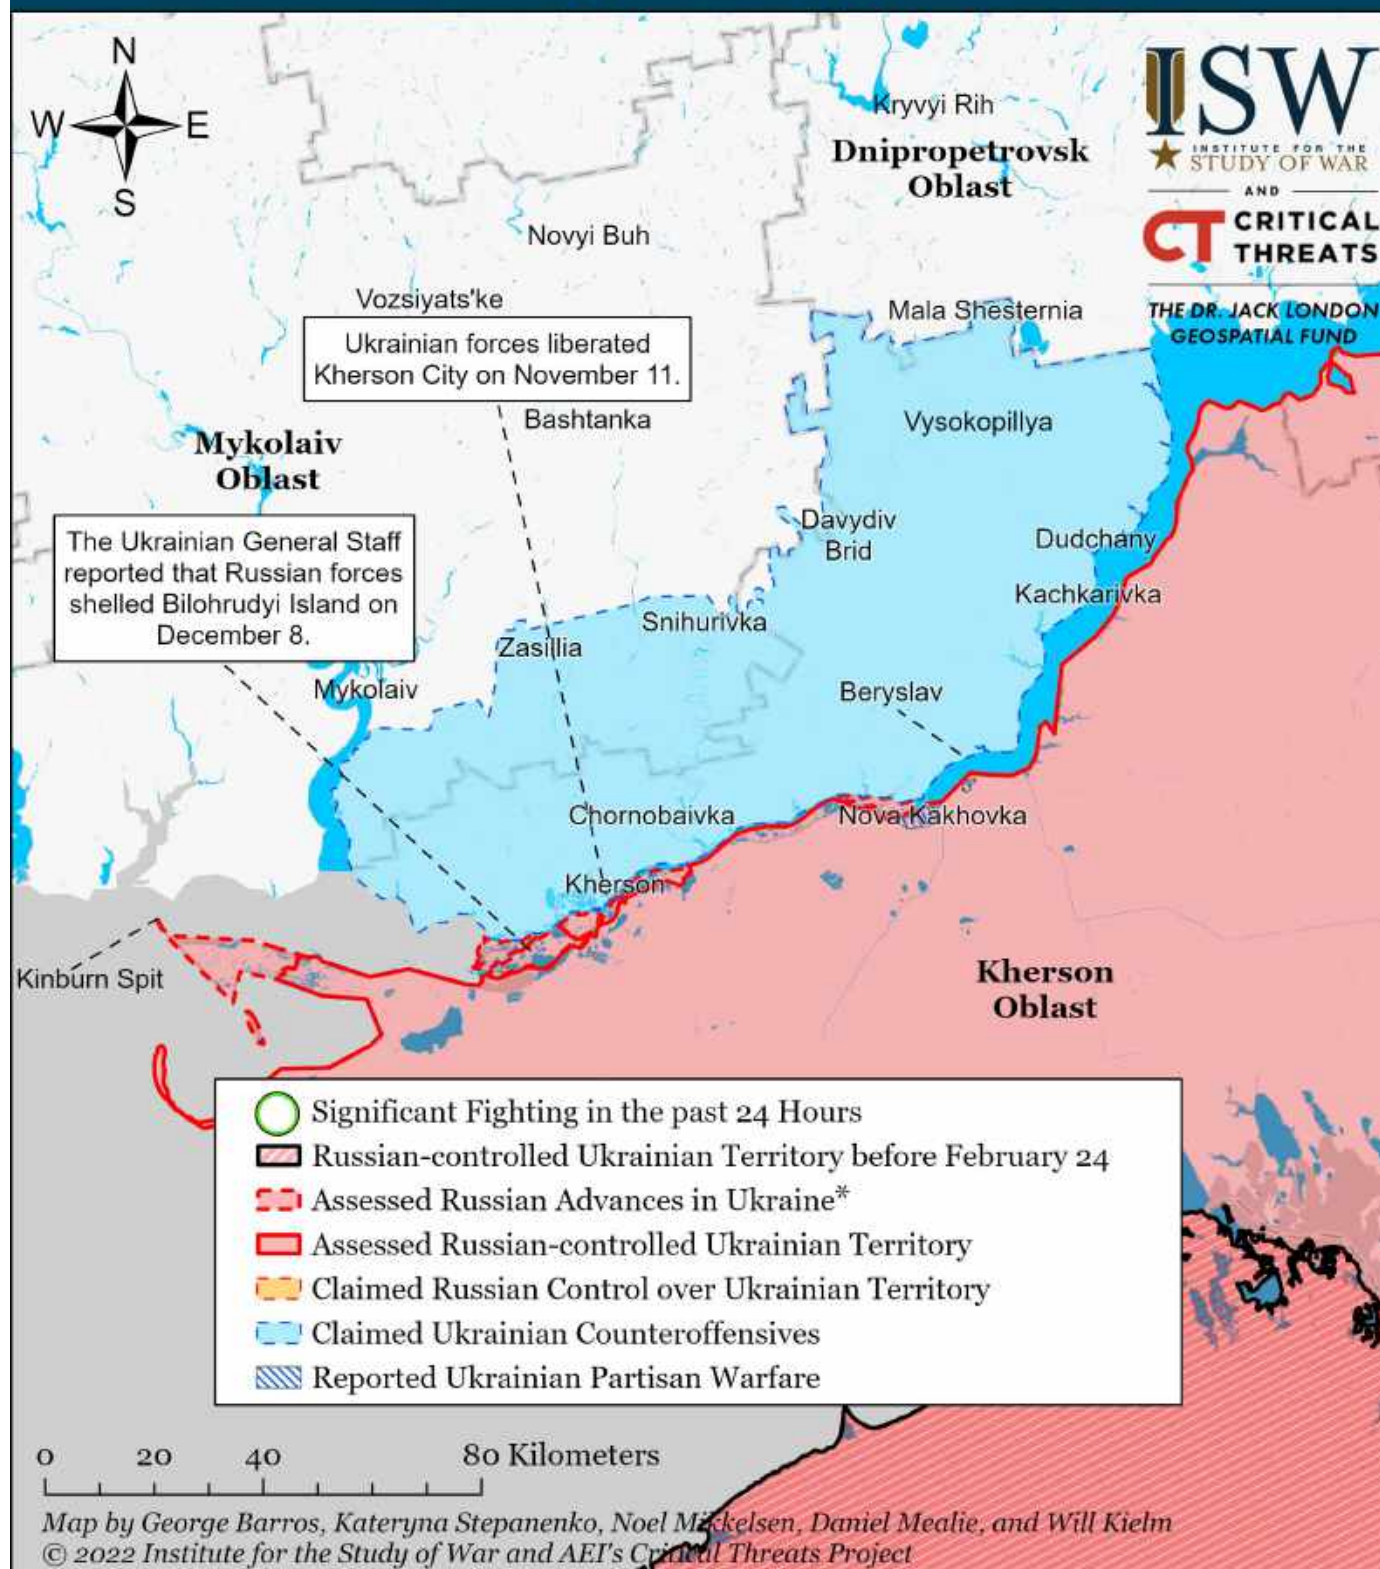 N
W E
S
ISW
INSTITUTE FOR THE
STUDY OF WAR
AND
CT CRITICAL
THREATS
THE DR. JACK LONDON
GEOSPATIAL FUND
Kryvyi Rih
Dnipropetrovsk
Oblast
Novyi Buh
Vozsiyats'ke
Mala Shesternia
Ukrainian forces liberated
Kherson City on November 11.
Bashtanka
Vysokopillya
Mykolaiv
Oblast
The Ukrainian General Staff
reported that Russian forces
shelled Bilohrudyi Island on
December 8.
Davydiv
Brid
Dudchany
Kachkarivka
Snihurivka
Zasillia
Mykolaiv
Beryslav
Chornobaivka
Nova Kakhovka
Kherson
Kinburn Spit
Kherson
Oblast
Significant Fighting in the past 24 Hours
Russian-controlled Ukrainian Territory before February 24
Assessed Russian Advances in Ukraine*
Assessed Russian-controlled Ukrainian Territory
Claimed Russian Control over Ukrainian Territory
Claimed Ukrainian Counteroffensives
Reported Ukrainian Partisan Warfare
0 20 40 80 Kilometers
Map by George Barros, Kateryna Stepanenko, Noel Mikkelsen, Daniel Mealie, and Will Kielm
© 2022 Institute for the Study of War and AEI's Critical Threats Project